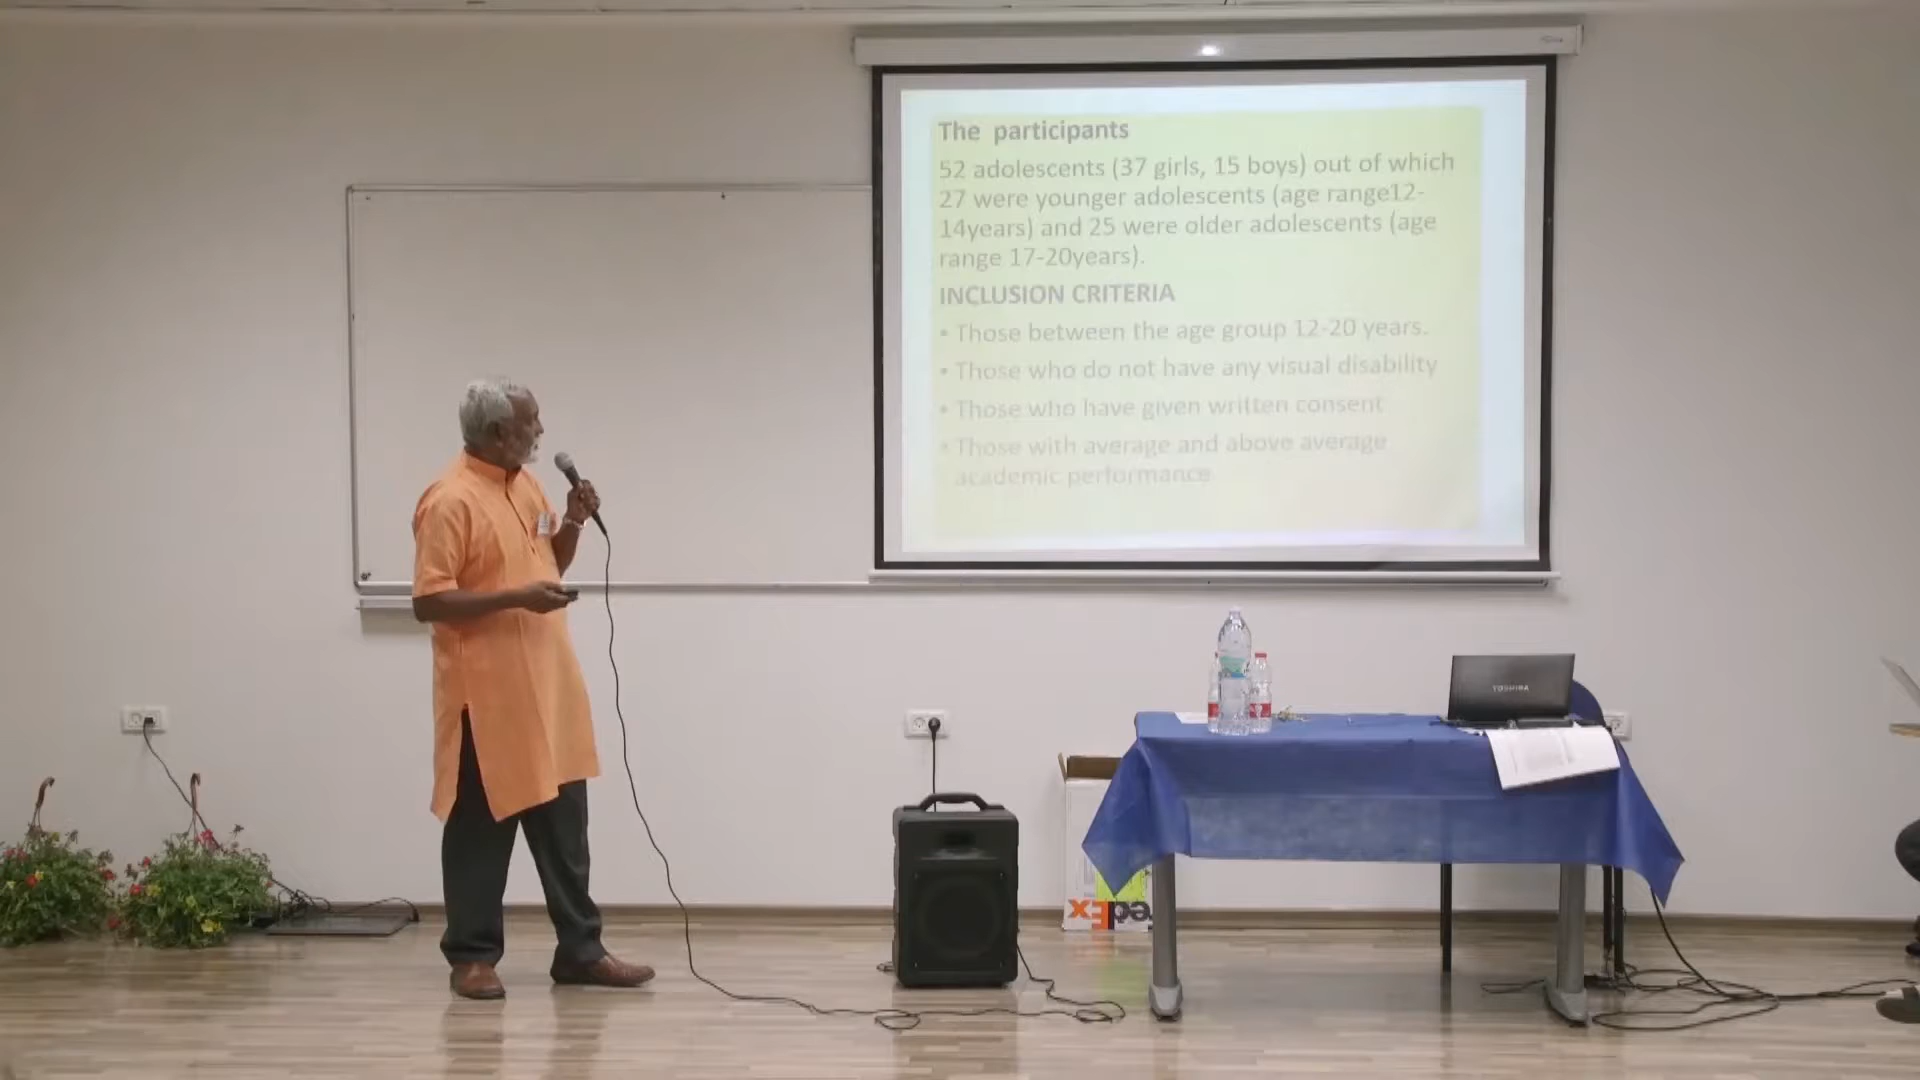 The participants
52 adolescents (37 girls, 15 boys) out of which
27 were younger adolescents (age range12-
14years) and 25 were older adolescents (age
range 17-20years).
INCLUSION CRITERIA
• Those between the age group 12-20 years.
• Those who do not have any visual disability
• Those who have given written consent
• Those with average and above average
academic performance
TOSHIBA
FedEx